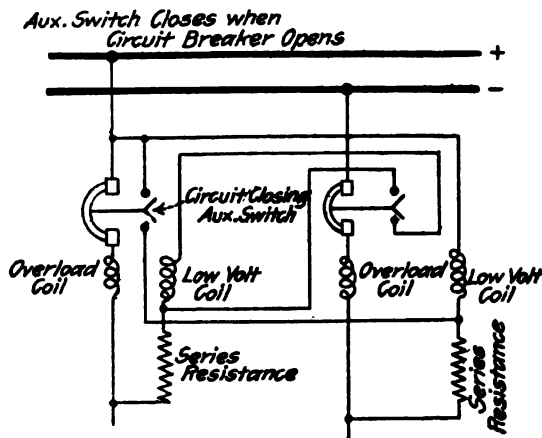 Aux. Switch Closes when
Circuit Breaker Opens
+
-
Circuit Closing
Aux. Switch
Overload
Coil
Low Volt
Coil
Overload
Coil
Low Volt
Coil
Series
Resistance
Series
Resistance